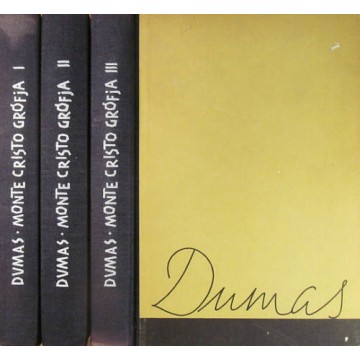 DUMAS · MONTE CRISTO GRÓFJA I
DUMAS · MONTE CRISTO GRÓFJA II
DUMAS · MONTE CRISTO GRÓFJA III
Dumas